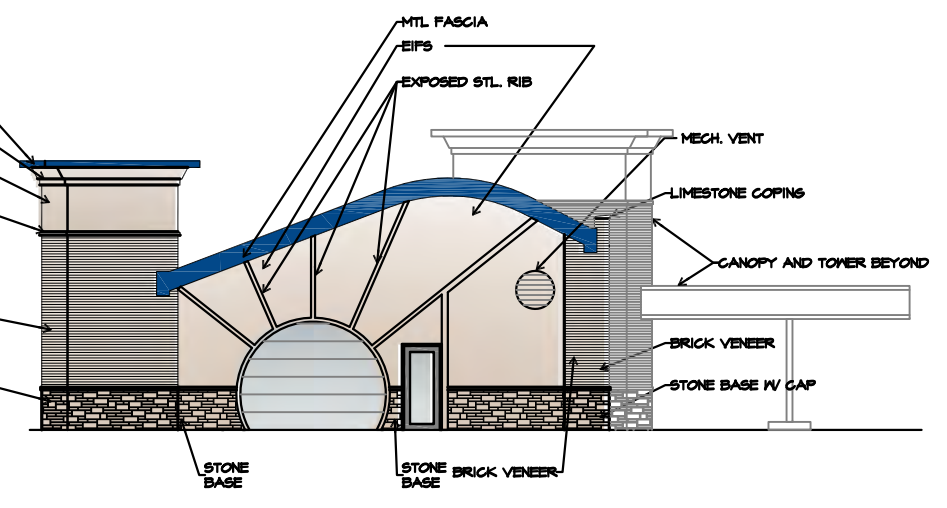 MTL FASCIA
EIFS
EXPOSED STL. RIB
MECH. VENT
LIMESTONE COPING
CANOPY AND TOWER BEYOND
BRICK VENEER
STONE BASE W/ CAP
STONE
BASE
STONE
BASE
BRICK VENEER